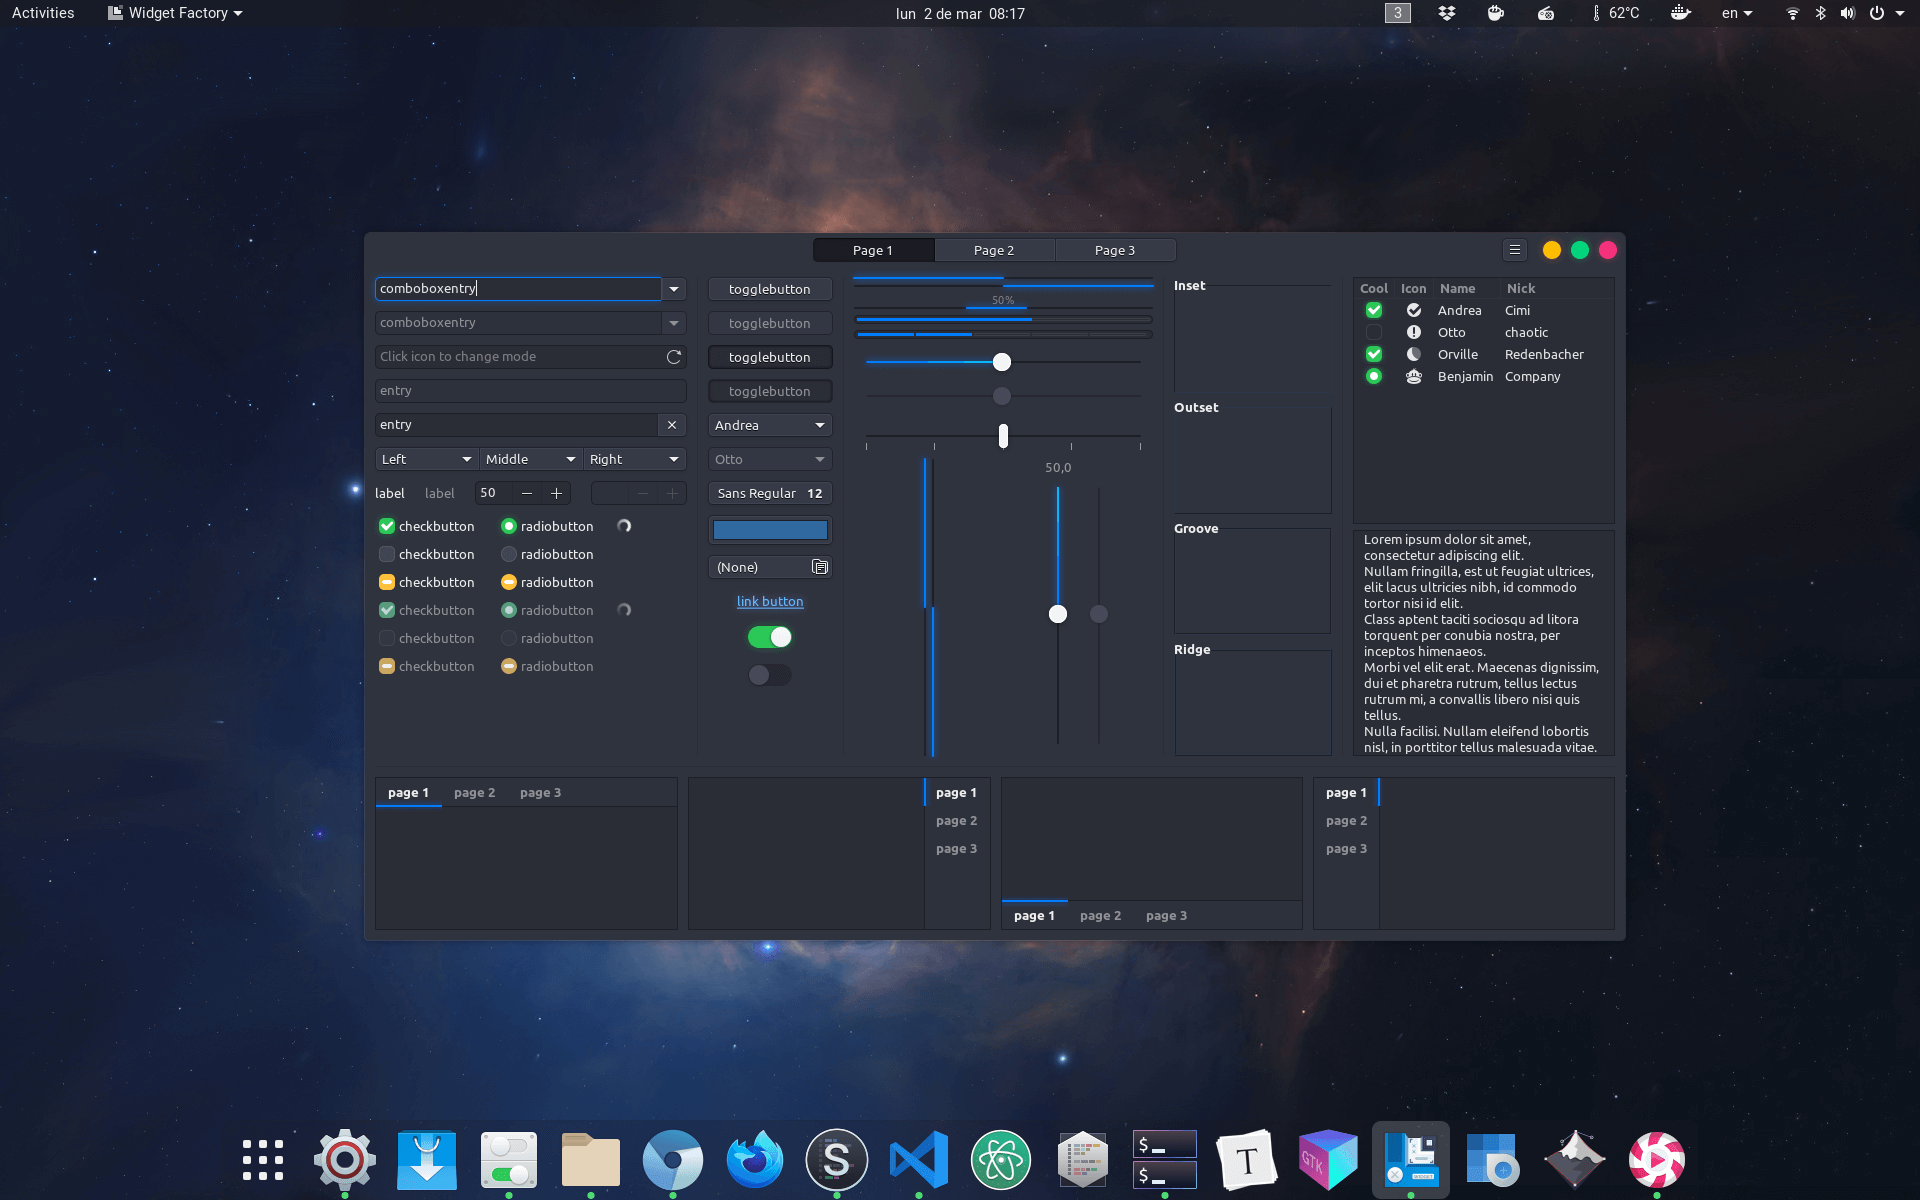 Activities
Widget Factory
lun 2 de mar 08:17
3
62°C
en
Page 1
Page 2
Page 3
comboboxentry
comboboxentry
Click icon to change mode
entry
entry
Left
Middle
Right
label
label
50
checkbutton
radiobutton
checkbutton
radiobutton
checkbutton
radiobutton
checkbutton
radiobutton
checkbutton
radiobutton
checkbutton
radiobutton
togglebutton
togglebutton
togglebutton
togglebutton
Andrea
Otto
Sans Regular 12
(None)
link button
50%
50,0
Inset
Outset
Groove
Ridge
Cool Icon Name Nick
Andrea Cimi
Otto chaotic
Orville Redenbacher
Benjamin Company
Lorem ipsum dolor sit amet,
consectetur adipiscing elit.
Nullam fringilla, est ut feugiat ultrices,
elit lacus ultricies nibh, id commodo
tortor nisi id elit.
Class aptent taciti sociosqu ad litora
torquent per conubia nostra, per
inceptos himenaeos.
Morbi vel elit erat. Maecenas dignissim,
dui et pharetra rutrum, tellus lectus
rutrum mi, a convallis libero nisi quis
tellus.
Nulla facilisi. Nullam eleifend lobortis
nisl, in porttitor tellus malesuada vitae.
page 1
page 2
page 3
page 1
page 2
page 3
page 1
page 2
page 3
page 1
page 2
page 3
S
$_
$_
T
GTK